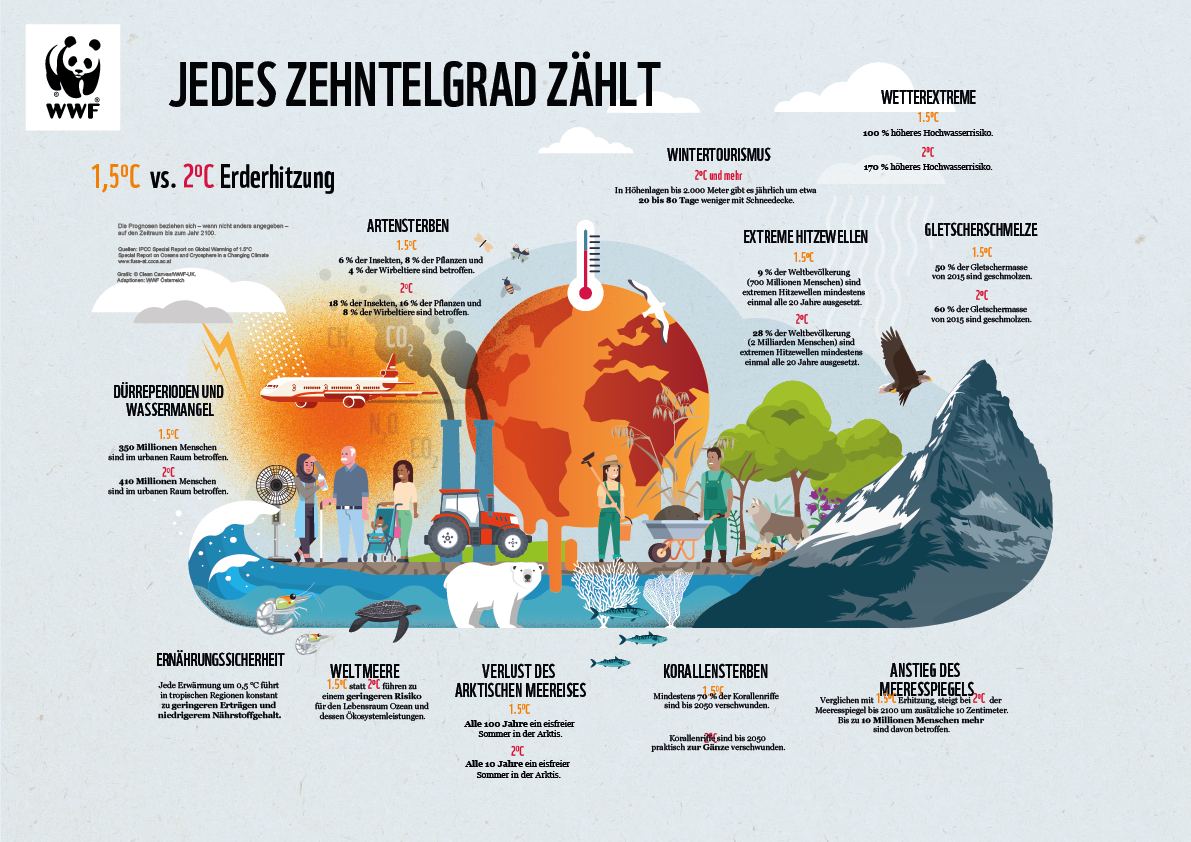 WWF
JEDES ZEHNTELGRAD ZÄHLT
1,5°C vs. 2°C Erderhitzung
Die Prognosen beziehen sich – wenn nicht anders angegeben –
auf den Zeitraum bis zum Jahr 2100.
Quellen: IPCC Special Report on Global Warming of 1.5°C
Special Report on Oceans and Cryosphere in a Changing Climate
www.fuse-at.ccca.ac.at
Grafik: © Clean Canvas/WWF-UK.
Adaptionen: WWF Österreich
WETTEREXTREME
1.5°C
100 % höheres Hochwasserrisiko.
2°C
170 % höheres Hochwasserrisiko.
WINTERTOURISMUS
2°C und mehr
In Höhenlagen bis 2.000 Meter gibt es jährlich um etwa
20 bis 80 Tage weniger mit Schneedecke.
ARTENSTERBEN
1.5°C
6 % der Insekten, 8 % der Pflanzen und
4 % der Wirbeltiere sind betroffen.
2°C
18 % der Insekten, 16 % der Pflanzen und
8 % der Wirbeltiere sind betroffen.
EXTREME HITZEWELLEN
1.5°C
9 % der Weltbevölkerung
(700 Millionen Menschen) sind
extremen Hitzewellen mindestens
einmal alle 20 Jahre ausgesetzt.
2°C
28 % der Weltbevölkerung
(2 Milliarden Menschen) sind
extremen Hitzewellen mindestens
einmal alle 20 Jahre ausgesetzt.
GLETSCHERSCHMELZE
1.5°C
50 % der Gletschermasse
von 2015 sind geschmolzen.
2°C
60 % der Gletschermasse
von 2015 sind geschmolzen.
CH4
CO2
N2O
CO2
DÜRREPERIODEN UND
WASSERMANGEL
1.5°C
350 Millionen Menschen
sind im urbanen Raum betroffen.
2°C
410 Millionen Menschen
sind im urbanen Raum betroffen.
ERNÄHRUNGSSICHERHEIT
Jede Erwärmung um 0,5 °C führt
in tropischen Regionen konstant
zu geringeren Erträgen und
niedrigerem Nährstoffgehalt.
WELTMEERE
1.5°C statt 2°C führen zu
einem geringeren Risiko
für den Lebensraum Ozean und
dessen Ökosystemleistungen.
VERLUST DES
ARKTISCHEN MEEREISES
1.5°C
Alle 100 Jahre ein eisfreier
Sommer in der Arktis.
2°C
Alle 10 Jahre ein eisfreier
Sommer in der Arktis.
KORALLENSTERBEN
1.5°C
Mindestens 70 % der Korallenriffe
sind bis 2050 verschwunden.
2°C
Korallenriffe sind bis 2050
praktisch zur Gänze verschwunden.
ANSTIEG DES
MEERESSPIEGELS
Verglichen mit 1.5°C Erhitzung, steigt bei 2°C der
Meeresspiegel bis 2100 um zusätzliche 10 Zentimeter.
Bis zu 10 Millionen Menschen mehr
sind davon betroffen.